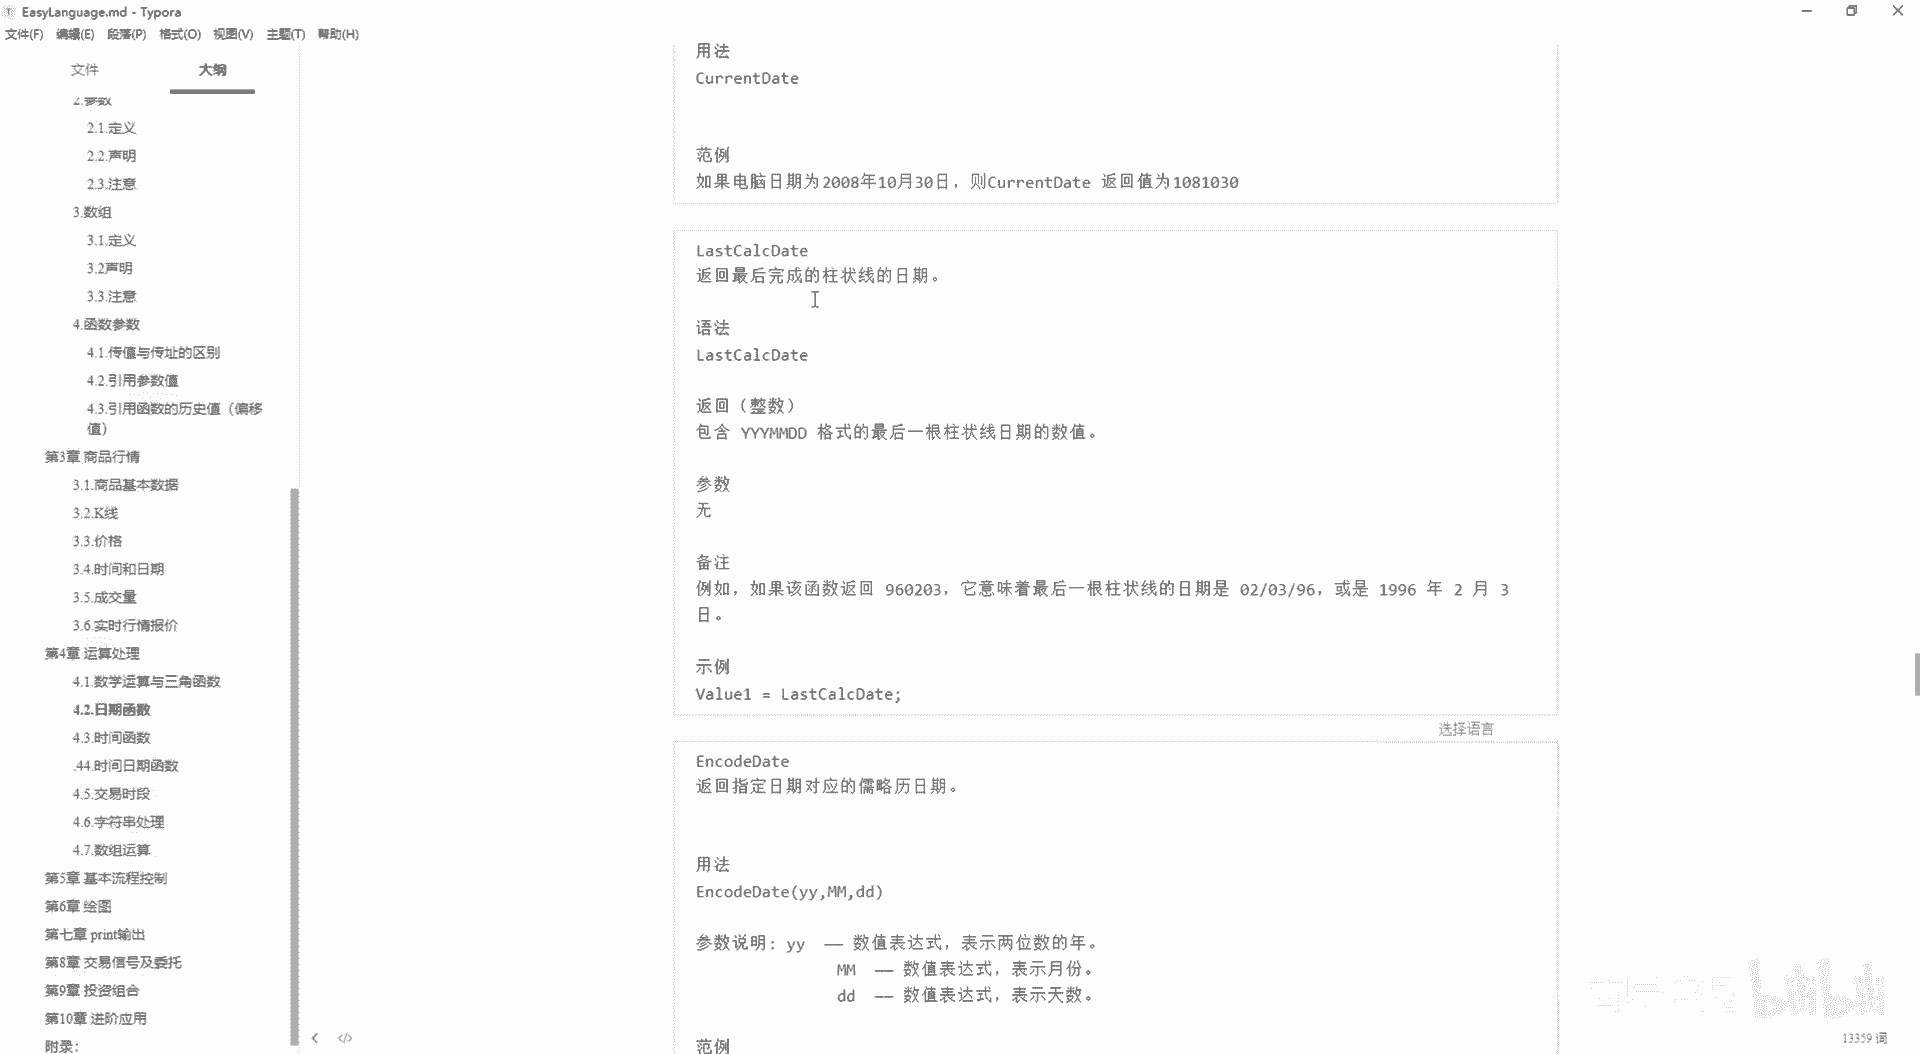 EasyLanguage.md - Typora
文件(F) 编辑(E) 段落(P) 格式(O) 视图(V) 主题(T) 帮助(H)
文件 大纲
2.参数
2.1.定义
2.2.声明
2.3.注意
3.数组
3.1.定义
3.2声明
3.3.注意
4.函数参数
4.1.传值与传址的区别
4.2.引用参数值
4.3.引用函数的历史值（偏移
值）
第3章 商品行情
3.1.商品基本数据
3.2.K线
3.3.价格
3.4.时间和日期
3.5.成交量
3.6.实时行情报价
第4章 运算处理
4.1.数学运算与三角函数
4.2.日期函数
4.3.时间函数
.44.时间日期函数
4.5.交易时段
4.6.字符串处理
4.7.数组运算
第5章 基本流程控制
第6章 绘图
第七章 print输出
第8章 交易信号及委托
第9章 投资组合
第10章 进阶应用
附录：
用法
CurrentDate
范例
如果电脑日期为2008年10月30日，则CurrentDate 返回值为1081030
LastCalcDate
返回最后完成的柱状线的日期。
语法
LastCalcDate
返回（整数）
包含 YYYMMDD 格式的最后一根柱状线日期的数值。
参数
无
备注
例如，如果该函数返回 960203，它意味着最后一根柱状线的日期是 02/03/96，或是 1996 年 2 月 3
日。
示例
Value1 = LastCalcDate;
选择语言
EncodeDate
返回指定日期对应的儒略历日期。
用法
EncodeDate(yy,MM,dd)
参数说明: yy —— 数值表达式，表示两位数的年。
MM —— 数值表达式，表示月份。
dd —— 数值表达式，表示天数。
范例
bilibili
13359 词